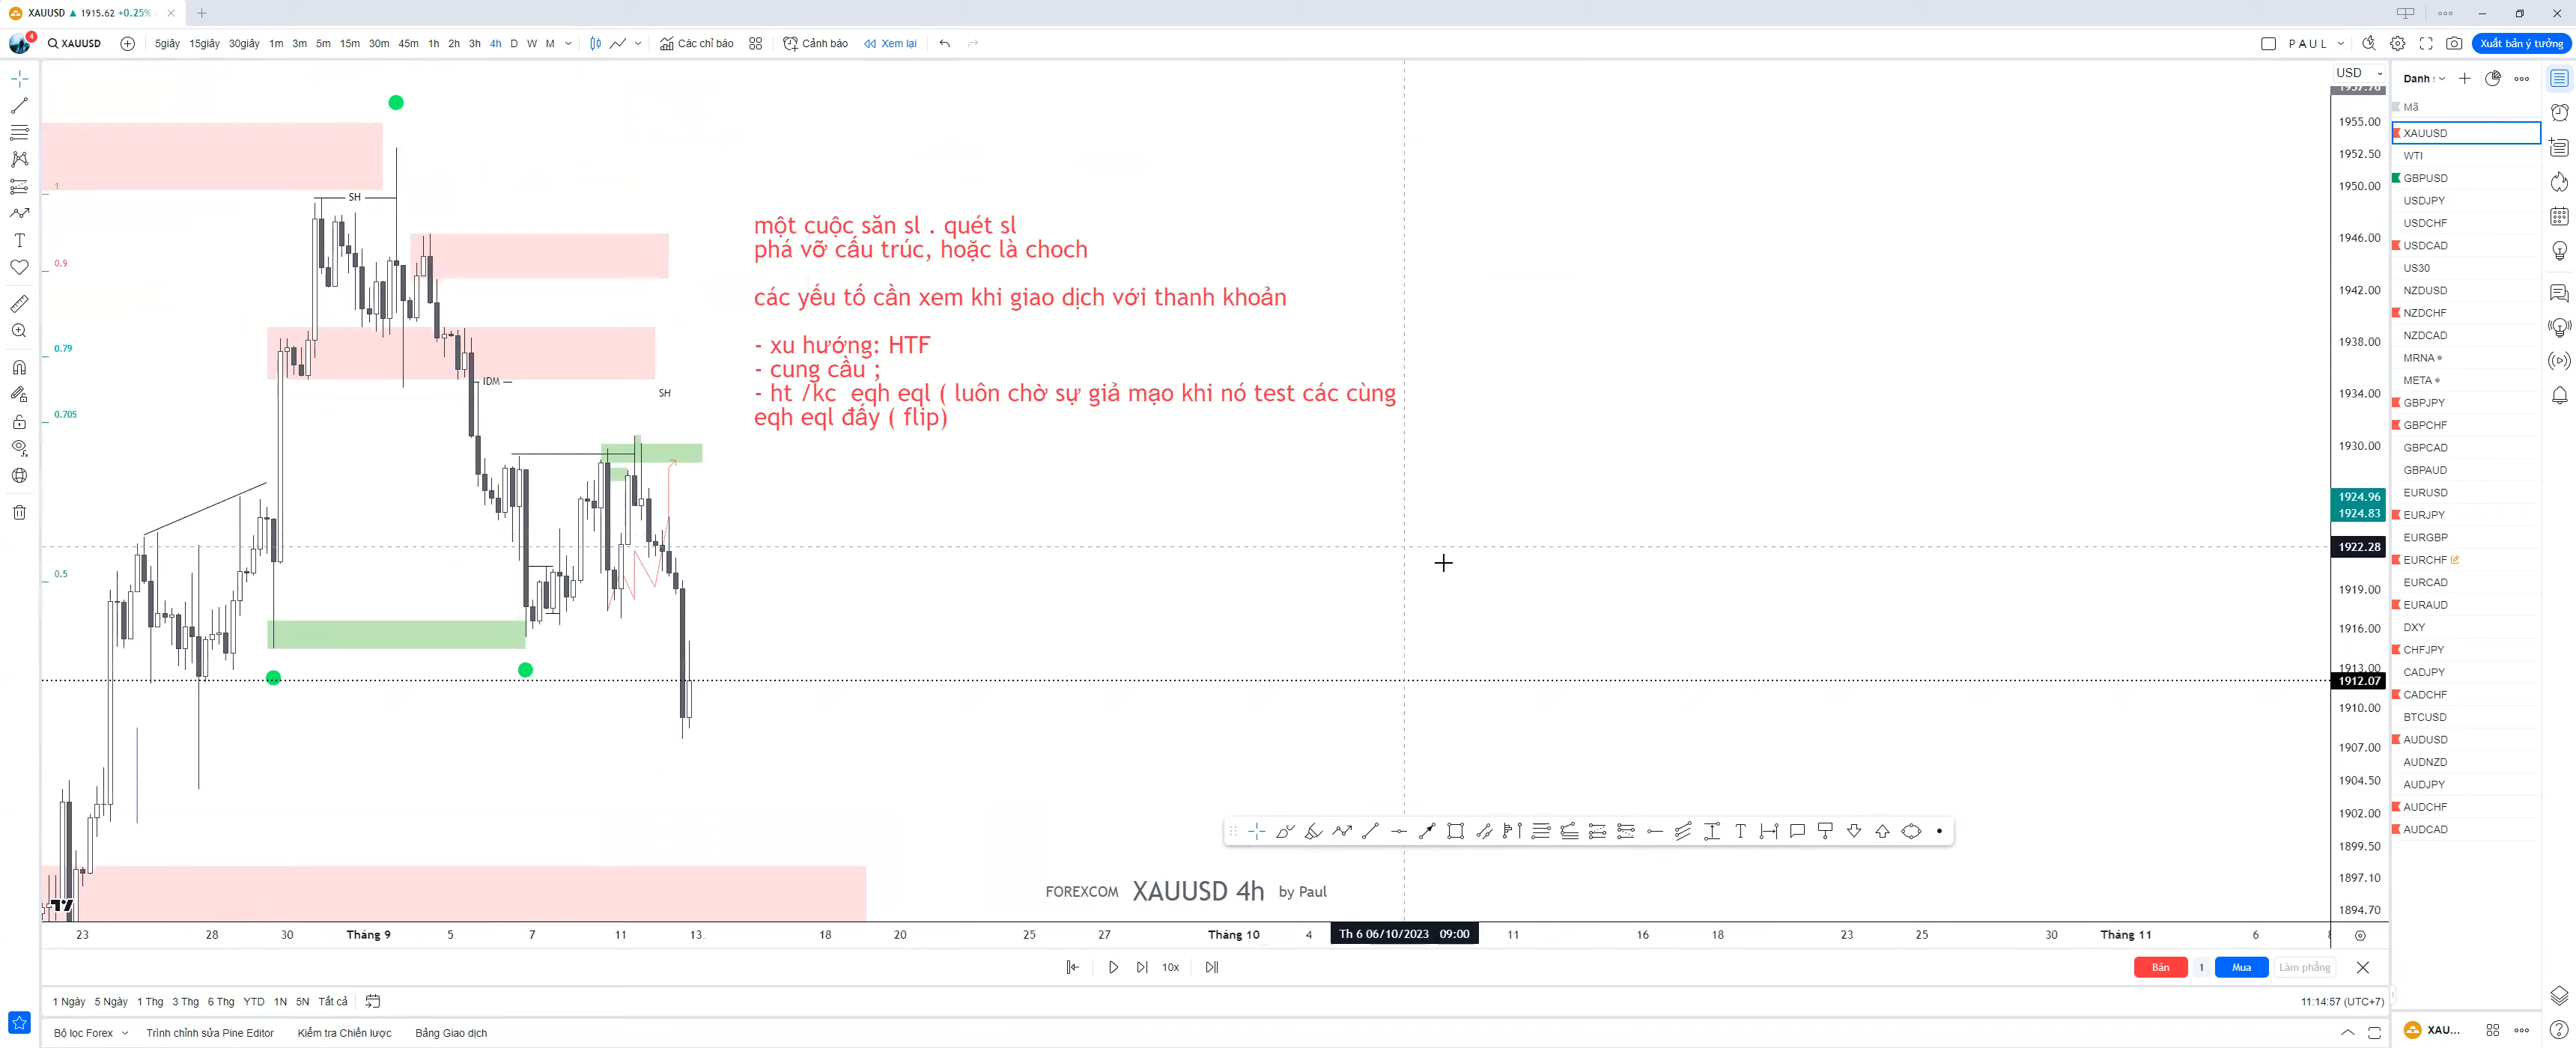 XAUUSD ▲ 1915.62 +0.25%
4
XAUUSD
5giây 15giây 30giây 1m 3m 5m 15m 30m 45m 1h 2h 3h 4h D W M
Các chỉ báo
Cảnh báo
Xem lại
PAUL
Xuất bản ý tưởng
USD
Danh :
Mã
XAUUSD
WTI
GBPUSD
USDJPY
USDCHF
USDCAD
US30
NZDUSD
NZDCHF
NZDCAD
MRNA
META
GBPJPY
GBPCHF
GBPCAD
GBPAUD
EURUSD
EURJPY
EURGBP
EURCHF
EURCAD
EURAUD
DXY
CHFJPY
CADJPY
CADCHF
BTCUSD
AUDUSD
AUDNZD
AUDJPY
AUDCHF
AUDCAD
1955.00
1952.50
1950.00
1946.00
1942.00
1938.00
1934.00
1930.00
1924.96
1924.83
1922.28
1919.00
1916.00
1913.00
1912.07
1910.00
1907.00
1904.50
1902.00
1899.50
1897.10
1894.70
1
0.9
0.79
0.705
0.5
SH
IDM
SH
một cuộc săn sl . quét sl
phá vỡ cấu trúc, hoặc là choch
các yếu tố cần xem khi giao dịch với thanh khoản
- xu hướng: HTF
- cung cầu ;
- ht /kc eqh eql ( luôn chờ sự giả mạo khi nó test các cùng
eqh eql đấy ( flip)
T
FOREXCOM XAUUSD 4h by Paul
23 28 30 Tháng 9 5 7 11 13 18 20 25 27 Tháng 10 4 Th 6 06/10/2023 09:00 11 16 18 23 25 30 Tháng 11 6
10x
Bán 1 Mua Làm phẳng
1 Ngày 5 Ngày 1 Thg 3 Thg 6 Thg YTD 1N 5N Tất cả
11:14:57 (UTC+7)
Bộ lọc Forex Trình chỉnh sửa Pine Editor Kiểm tra Chiến lược Bảng Giao dịch
XAU...